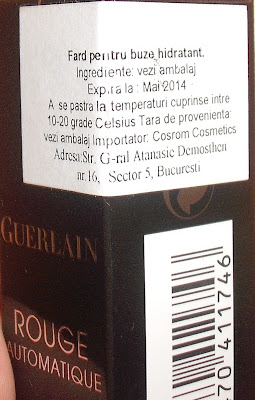 Fard pentru buze hidratant.
Ingrediente: vezi ambalaj
Expira la : Mai 2014
A se pastra la temperaturi cuprinse intre
10-20 grade Celsius Tara de provenienta:
vezi ambalaj Importator: Cosrom Cosmetics
Adresa:Str. G-ral Atanasie Demosthen
nr.16, Sector 5, Bucuresti
GUERLAIN
ROUGE
AUTOMATIQUE
70 411746